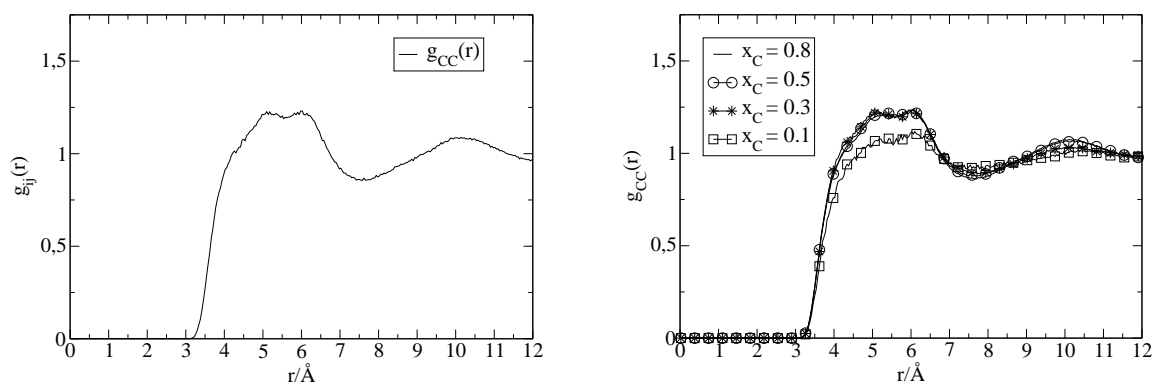 1,5
1
0,5
0
g_ij(r)
g_CC(r)
0 1 2 3 4 5 6 7 8 9 10 11 12
r/Å
1,5
1
0,5
0
g_CC(r)
x_C = 0.8
x_C = 0.5
x_C = 0.3
x_C = 0.1
0 1 2 3 4 5 6 7 8 9 10 11 12
r/Å